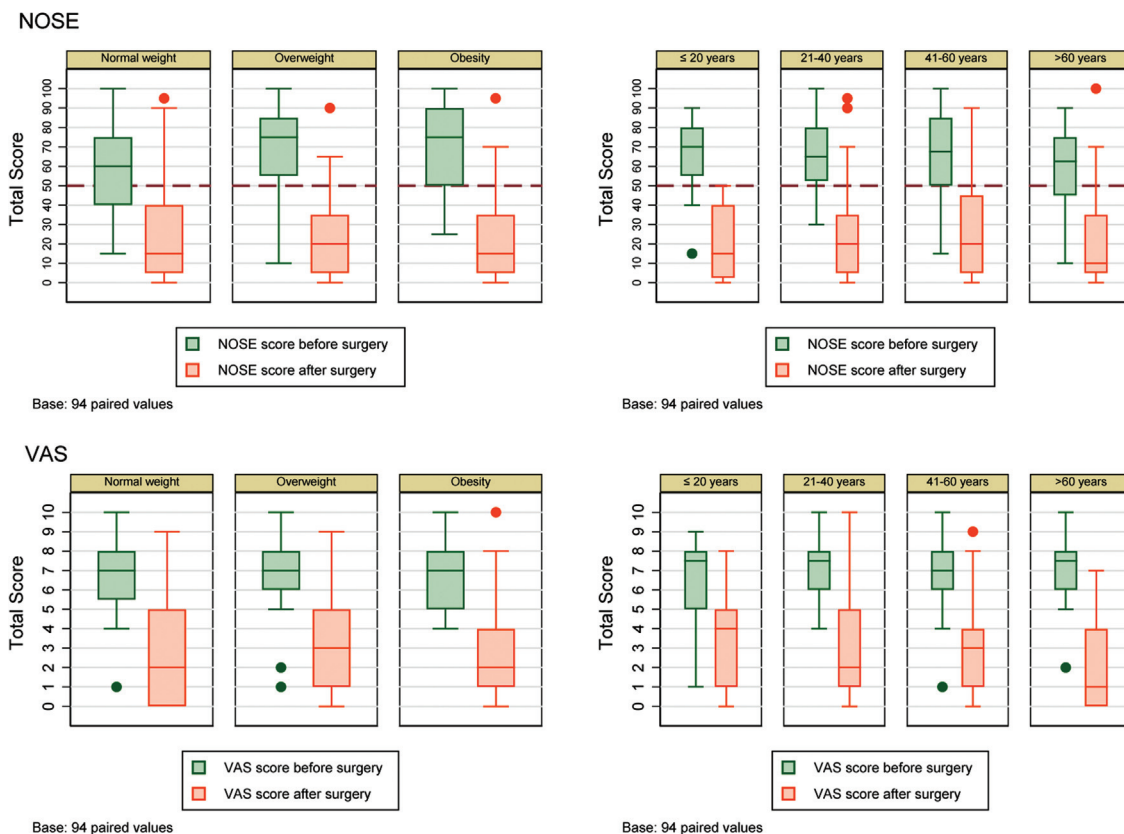 NOSE
Normal weight Overweight Obesity
Total Score
100
90
80
70
60
50
40
30
20
10
0
NOSE score before surgery
NOSE score after surgery
Base: 94 paired values
≤ 20 years 21-40 years 41-60 years >60 years
Total Score
100
90
80
70
60
50
40
30
20
10
0
NOSE score before surgery
NOSE score after surgery
Base: 94 paired values
VAS
Normal weight Overweight Obesity
Total Score
10
9
8
7
6
5
4
3
2
1
0
VAS score before surgery
VAS score after surgery
Base: 94 paired values
≤ 20 years 21-40 years 41-60 years >60 years
Total Score
10
9
8
7
6
5
4
3
2
1
0
VAS score before surgery
VAS score after surgery
Base: 94 paired values